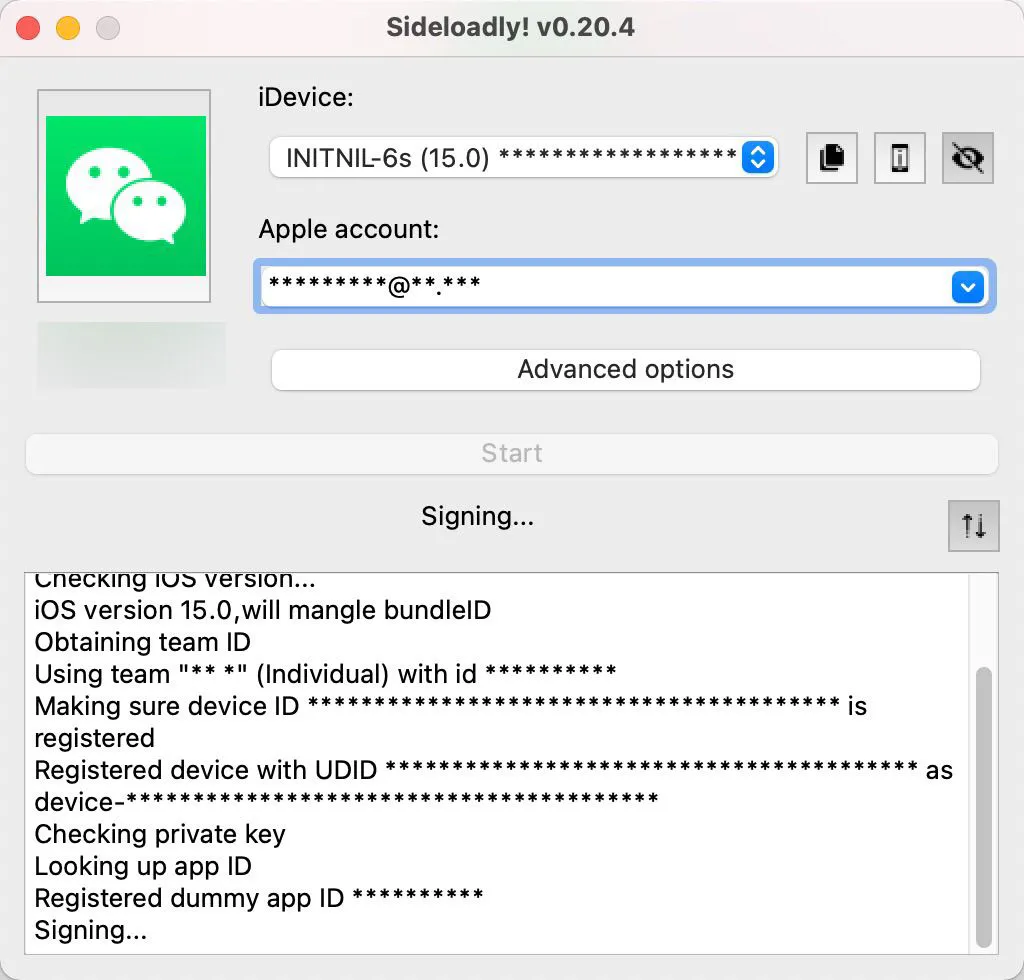 Sideloadly! v0.20.4
iDevice:
INITNIL-6s (15.0) ******************
Apple account:
*********@**.***
Advanced options
Start
Signing...
Checking iOS version...
iOS version 15.0,will mangle bundleID
Obtaining team ID
Using team "** *" (Individual) with id **********
Making sure device ID **************************************** is
registered
Registered device with UDID **************************************** as
device-****************************************
Checking private key
Looking up app ID
Registered dummy app ID **********
Signing...